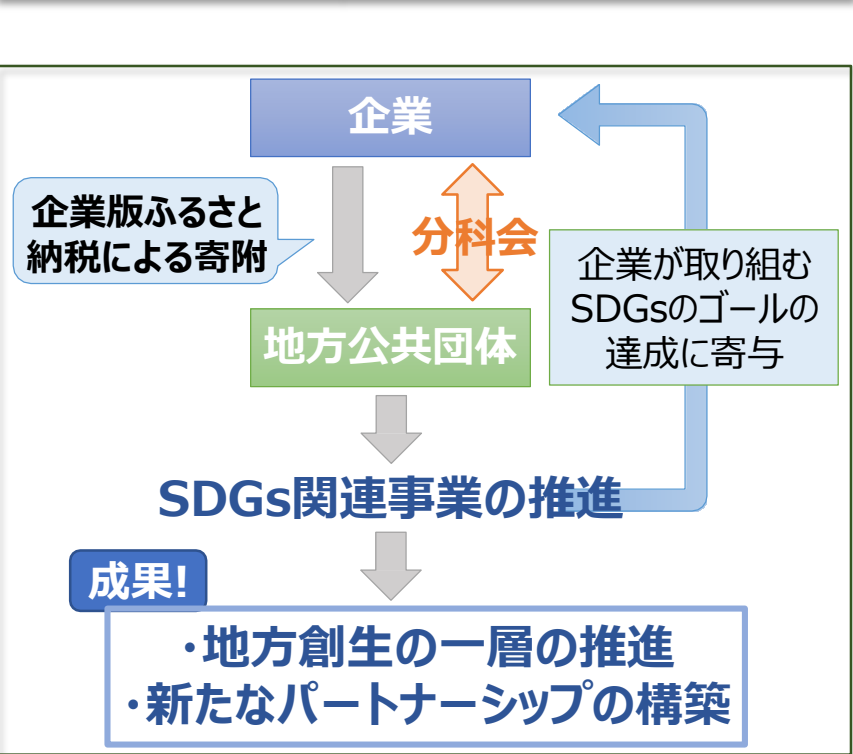 企業
企業版ふるさと
納税による寄附
分科会
企業が取り組む
SDGsのゴールの
達成に寄与
地方公共団体
SDGs関連事業の推進
成果!
・地方創生の一層の推進
・新たなパートナーシップの構築